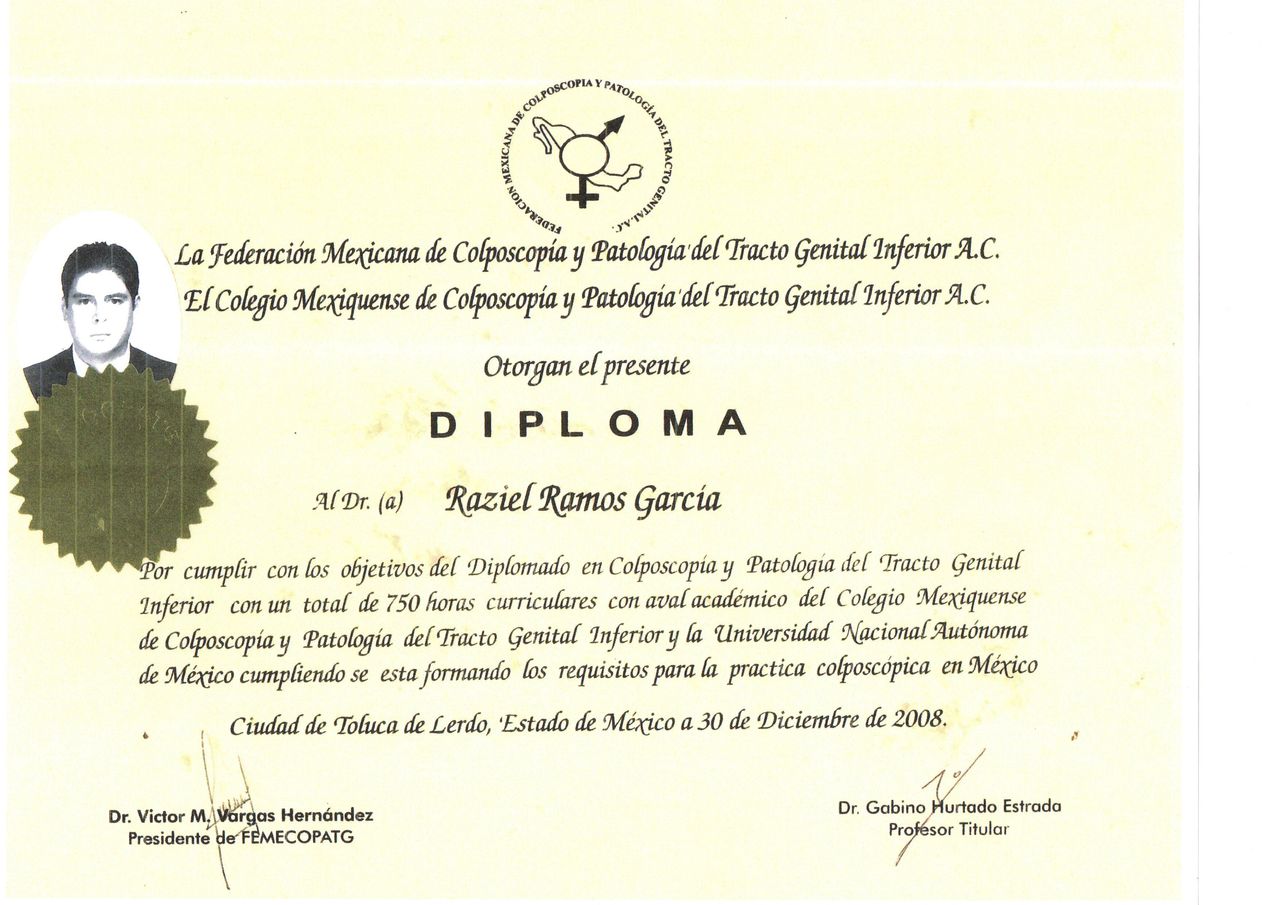 FEDERACION MEXICANA DE COLPOSCOPIA Y PATOLOGÍA DEL TRACTO GENITAL A.C.
La Federación Mexicana de Colposcopía y Patología del Tracto Genital Inferior A.C.
El Colegio Mexiquense de Colposcopía y Patología del Tracto Genital Inferior A.C.
Otorgan el presente
DIPLOMA
Al Dr. (a) Raziel Ramos García
Por cumplir con los objetivos del Diplomado en Colposcopía y Patología del Tracto Genital
Inferior con un total de 750 horas curriculares con aval académico del Colegio Mexiquense
de Colposcopía y Patología del Tracto Genital Inferior y la Universidad Nacional Autónoma
de México cumpliendo se esta formando los requisitos para la practica colposcópica en México
Ciudad de Toluca de Lerdo, Estado de México a 30 de Diciembre de 2008.
Dr. Victor M. Vargas Hernández
Presidente de FEMECOPATG
Dr. Gabino Hurtado Estrada
Profesor Titular